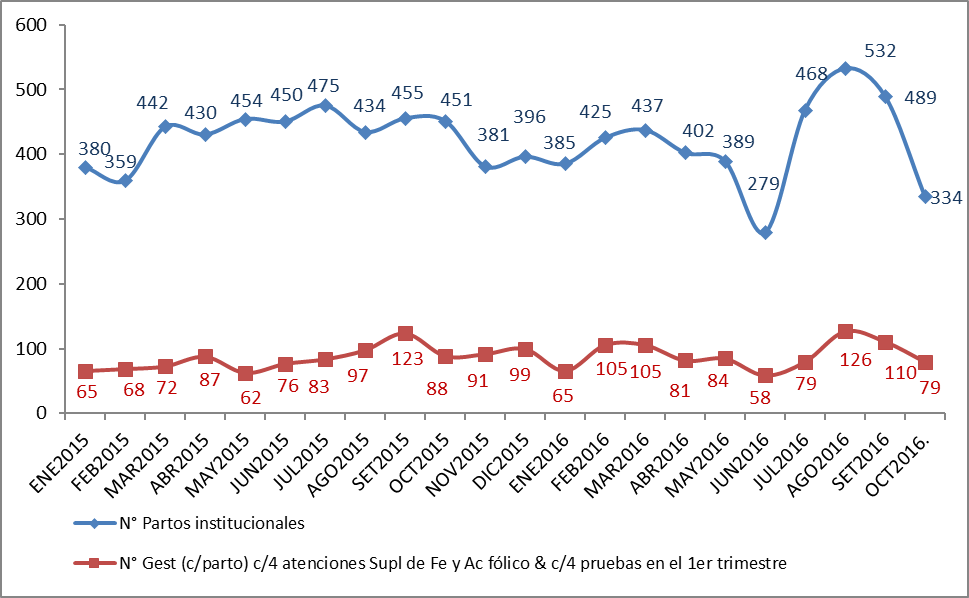 600
500
400
300
200
100
0
380
359
442
430
454
450
475
434
455
451
381
396
385
425
437
402
389
279
468
532
489
334
65
68
72
87
62
76
83
97
123
88
91
99
65
105
105
81
84
58
79
126
110
79
ENE2015
FEB2015
MAR2015
ABR2015
MAY2015
JUN2015
JUL2015
AGO2015
SET2015
OCT2015
NOV2015
DIC2015
ENE2016
FEB2016
MAR2016
ABR2016
MAY2016
JUN2016
JUL2016
AGO2016
SET2016
OCT2016.
N° Partos institucionales
N° Gest (c/parto) c/4 atenciones Supl de Fe y Ac fólico & c/4 pruebas en el 1er trimestre